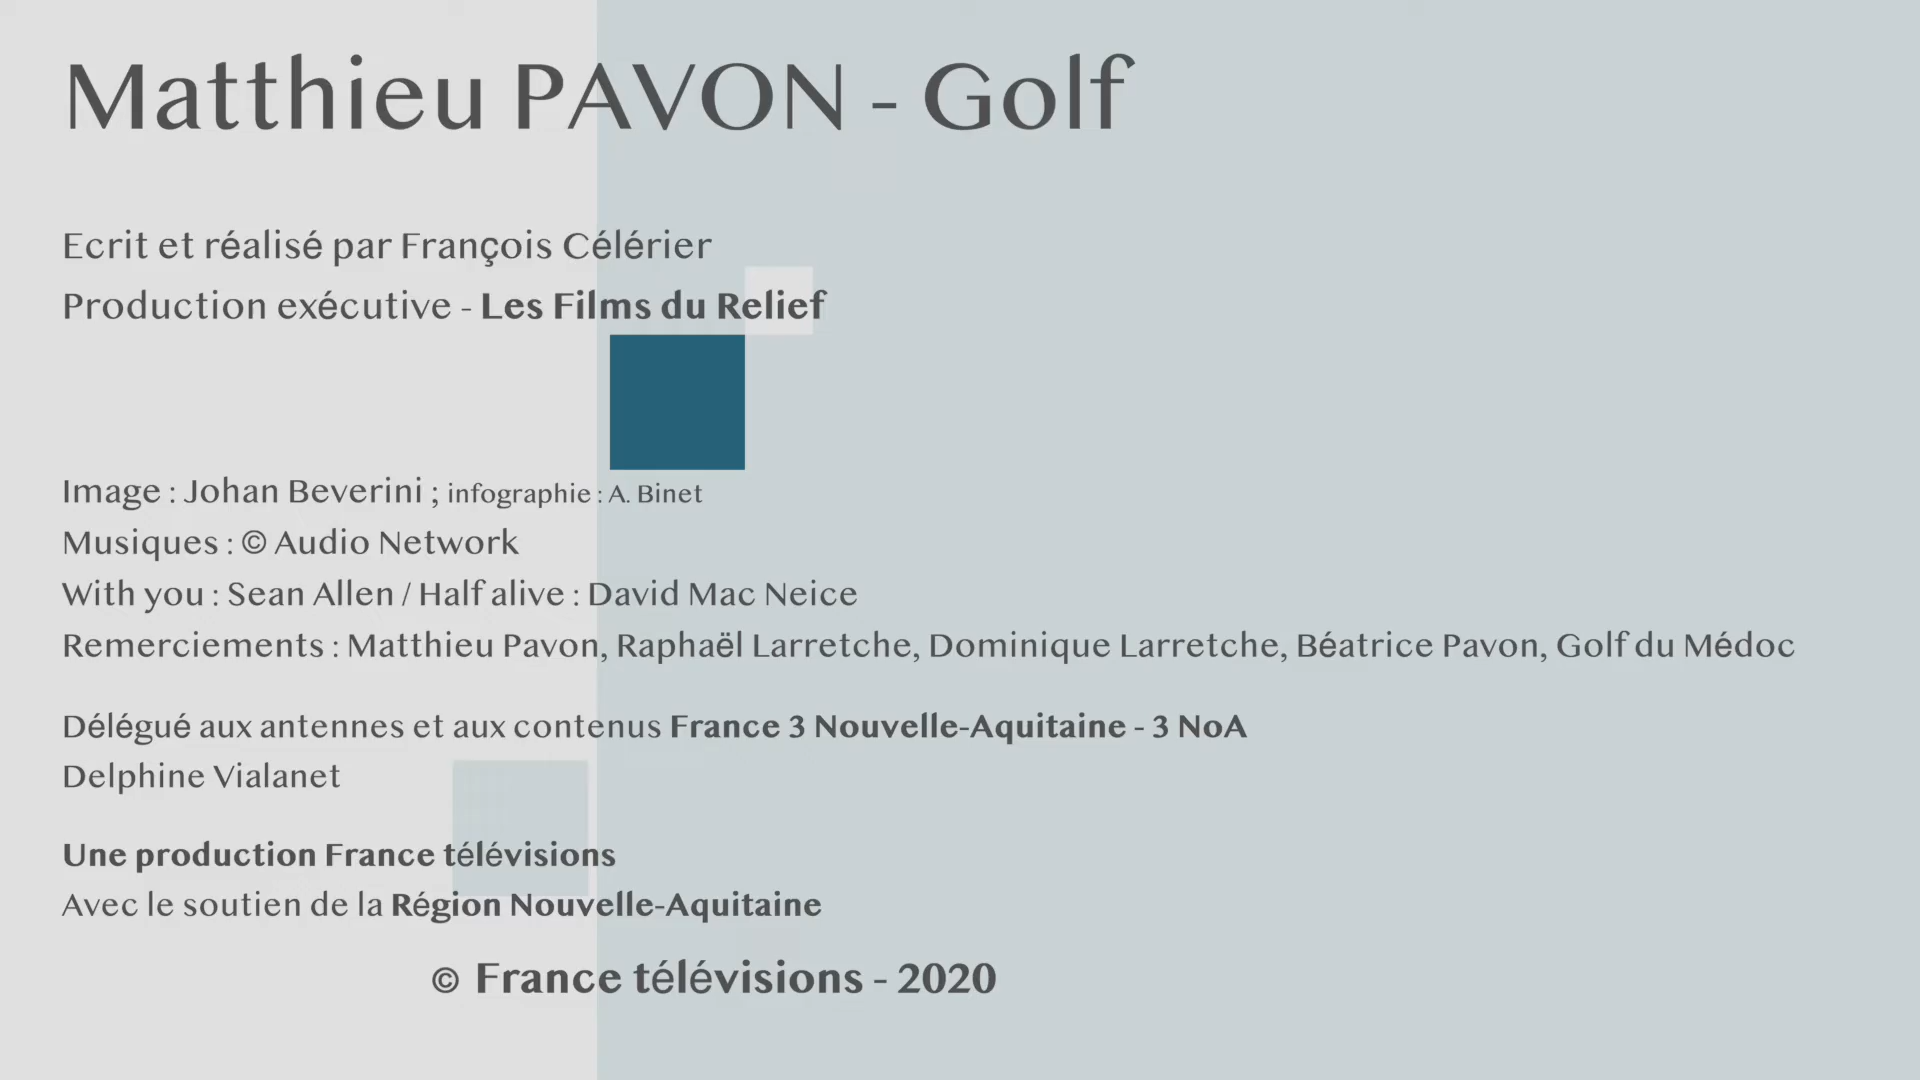 Matthieu PAVON - Golf
Ecrit et réalisé par François Célérier
Production exécutive - Les Films du Relief
Image : Johan Beverini ; infographie : A. Binet
Musiques : © Audio Network
With you : Sean Allen / Half alive : David Mac Neice
Remerciements : Matthieu Pavon, Raphaël Larretche, Dominique Larretche, Béatrice Pavon, Golf du Médoc
Délégué aux antennes et aux contenus France 3 Nouvelle-Aquitaine - 3 NoA
Delphine Vialanet
Une production France télévisions
Avec le soutien de la Région Nouvelle-Aquitaine
© France télévisions - 2020